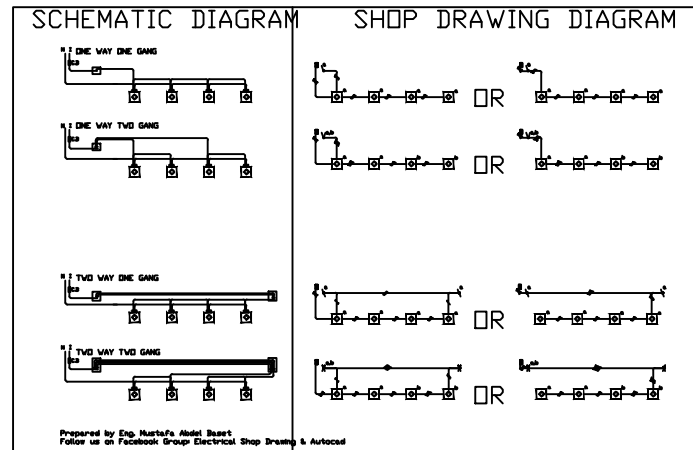 SCHEMATIC DIAGRAM
SHOP DRAWING DIAGRAM
ONE WAY ONE GANG
OR
ONE WAY TWO GANG
OR
TWO WAY ONE GANG
OR
TWO WAY TWO GANG
OR
Prepared by Eng. Mustafa Abdel Baset
Follow us on Facebook Group: Electrical Shop Drawing & Autocad